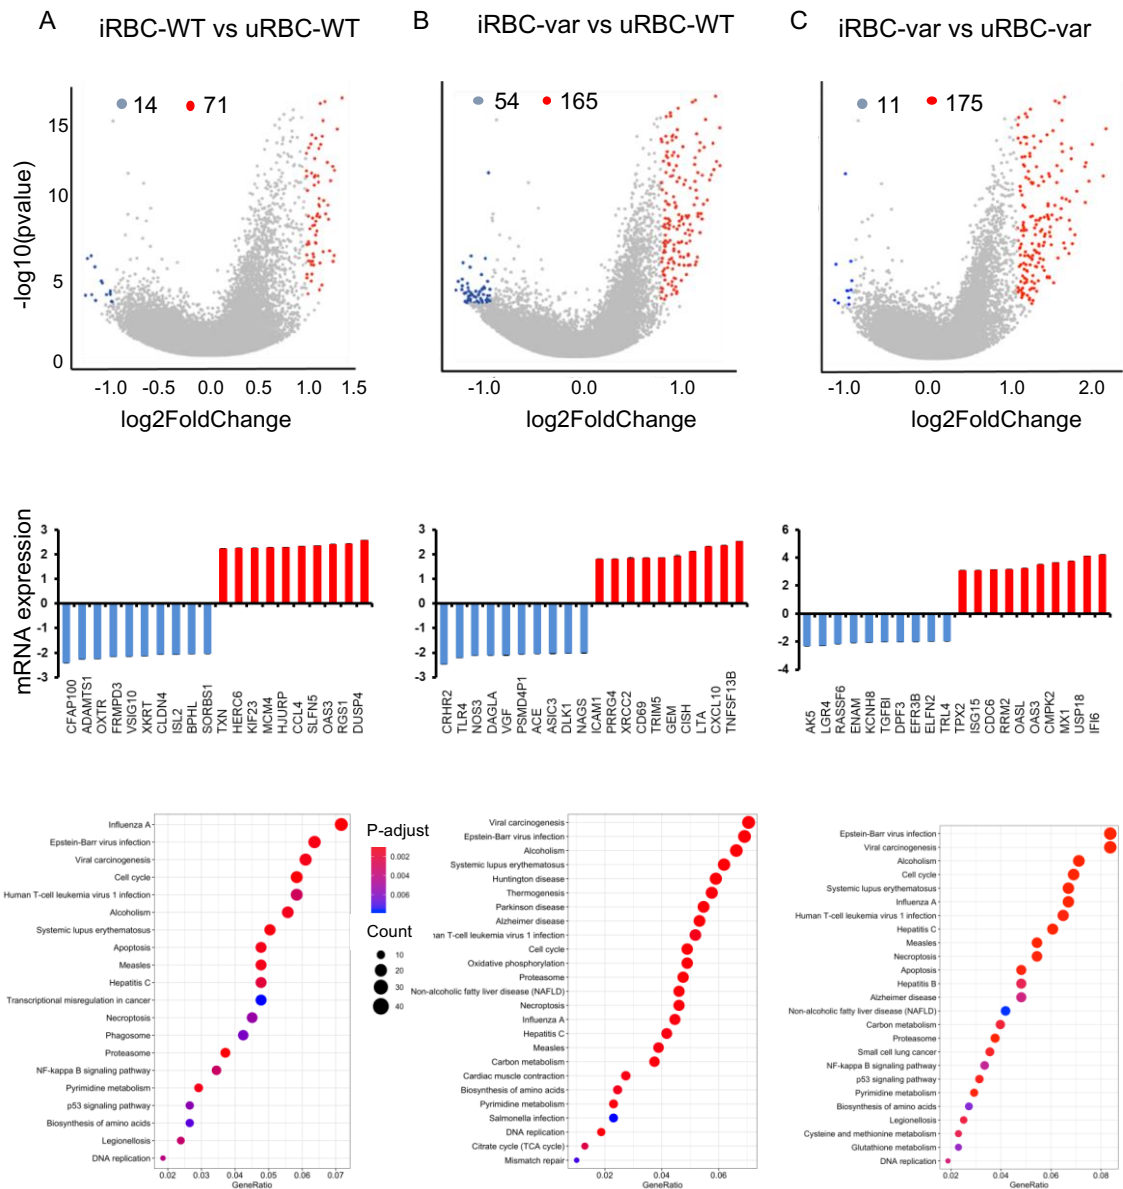 A iRBC-WT vs uRBC-WT
B iRBC-var vs uRBC-WT
C iRBC-var vs uRBC-var
14 71
54 165
11 175
-log10(pvalue)
15
10
5
0
-1.0 -0.5 0.0 0.5 1.0 1.5
-1.0 0.0 1.0
-1.0 0.0 1.0 2.0
log2FoldChange
log2FoldChange
log2FoldChange
mRNA expression
3
2
1
0
-1
-2
-3
CFAP100
ADAMTS1
OXTR
FRMPD3
VSIG10
XKRT
CLDN4
ISL2
BPHL
SORBS1
TXN
HERC6
KIF23
MCM4
HJURP
CCL4
SLFN5
OAS3
RGS1
DUSP4
3
2
1
0
-1
-2
-3
CRHR2
TLR4
NOS3
DAGLA
VGF
PSMD4P1
ACE
ASIC3
DLK1
NAGS
ICAM1
PRRG4
XRCC2
CD69
TRIM5
GEM
CISH
LTA
CXCL10
TNFSF13B
6
4
2
0
-2
-4
AK5
LGR4
RASSF6
ENAM
KCNH8
TGFBI
DPF3
EFR3B
ELFN2
TRL4
TPX2
ISG15
CDC6
RRM2
OASL
OAS3
CMPK2
MX1
USP18
IFI6
Influenza A
Epstein-Barr virus infection
Viral carcinogenesis
Cell cycle
Human T-cell leukemia virus 1 infection
Alcoholism
Systemic lupus erythematosus
Apoptosis
Measles
Hepatitis C
Transcriptional misregulation in cancer
Necroptosis
Phagosome
Proteasome
NF-kappa B signaling pathway
Pyrimidine metabolism
p53 signaling pathway
Biosynthesis of amino acids
Legionellosis
DNA replication
0.02 0.03 0.04 0.05 0.06 0.07
GeneRatio
P-adjust
0.002
0.004
0.006
Count
10
20
30
40
Viral carcinogenesis
Epstein-Barr virus infection
Alcoholism
Systemic lupus erythematosus
Huntington disease
Thermogenesis
Parkinson disease
Alzheimer disease
an T-cell leukemia virus 1 infection
Cell cycle
Oxidative phosphorylation
Proteasome
Non-alcoholic fatty liver disease (NAFLD)
Necroptosis
Influenza A
Hepatitis C
Measles
Carbon metabolism
Cardiac muscle contraction
Biosynthesis of amino acids
Pyrimidine metabolism
Salmonella infection
DNA replication
Citrate cycle (TCA cycle)
Mismatch repair
0.02 0.04 0.06
GeneRatio
Epstein-Barr virus infection
Viral carcinogenesis
Alcoholism
Cell cycle
Systemic lupus erythematosus
Influenza A
Human T-cell leukemia virus 1 infection
Hepatitis C
Measles
Necroptosis
Apoptosis
Hepatitis B
Alzheimer disease
Non-alcoholic fatty liver disease (NAFLD)
Carbon metabolism
Proteasome
Small cell lung cancer
NF-kappa B signaling pathway
p53 signaling pathway
Pyrimidine metabolism
Biosynthesis of amino acids
Legionellosis
Cysteine and methionine metabolism
Glutathione metabolism
DNA replication
0.02 0.04 0.06 0.08
GeneRatio